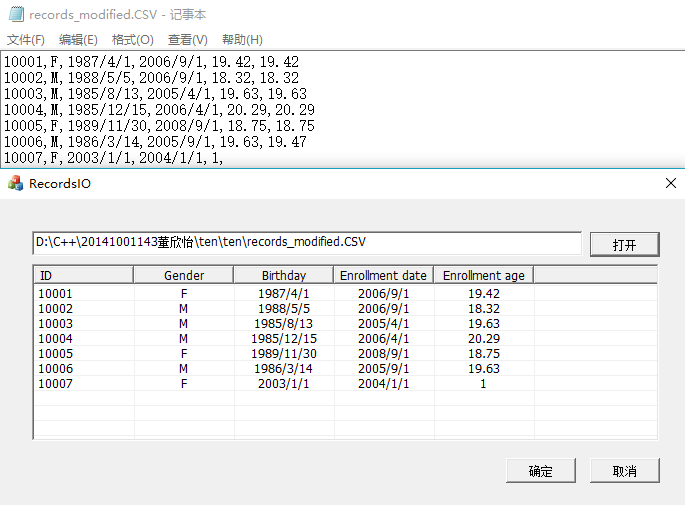 records_modified.CSV - 记事本
文件(F) 编辑(E) 格式(O) 查看(V) 帮助(H)
10001,F,1987/4/1,2006/9/1,19.42,19.42
10002,M,1988/5/5,2006/9/1,18.32,18.32
10003,M,1985/8/13,2005/4/1,19.63,19.63
10004,M,1985/12/15,2006/4/1,20.29,20.29
10005,F,1989/11/30,2008/9/1,18.75,18.75
10006,M,1986/3/14,2005/9/1,19.63,19.47
10007,F,2003/1/1,2004/1/1,1,
RecordsIO
D:\C++\20141001143董欣怡\ten\ten\records_modified.CSV 打开
ID Gender Birthday Enrollment date Enrollment age
10001 F 1987/4/1 2006/9/1 19.42
10002 M 1988/5/5 2006/9/1 18.32
10003 M 1985/8/13 2005/4/1 19.63
10004 M 1985/12/15 2006/4/1 20.29
10005 F 1989/11/30 2008/9/1 18.75
10006 M 1986/3/14 2005/9/1 19.63
10007 F 2003/1/1 2004/1/1 1
确定 取消